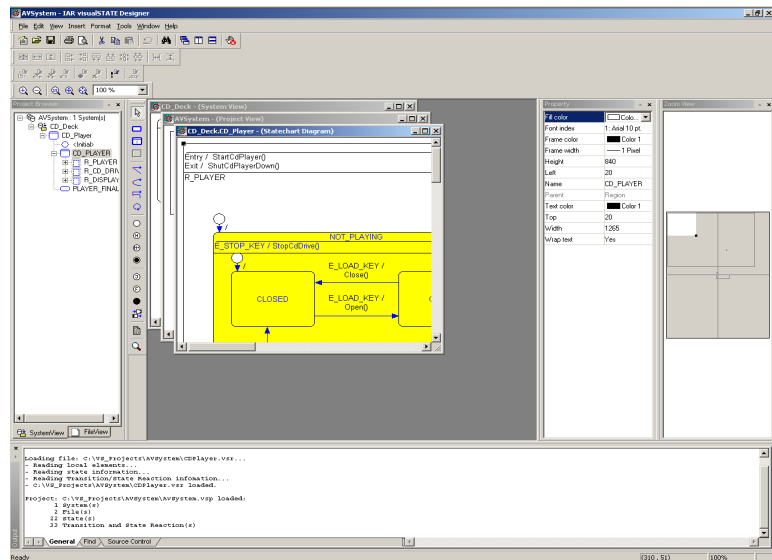 AVSystem - IAR visualSTATE Designer
File Edit View Insert Format Tools Window Help
100 %
Project Browser
AVSystem : 1 System(s)
CD_Deck
CD_Player
<Initial>
CD_PLAYER
R_PLAYER
R_CD_DRIV
R_DISPLAY
PLAYER_FINAL
SystemView FileView
CD_Deck - (System View)
AVSystem - (Project View)
CD_Deck.CD_Player - (Statechart Diagram)
Entry / StartCdPlayer()
Exit / ShutCdPlayerDown()
R_PLAYER
/
NOT_PLAYING
E_STOP_KEY / StopCdDrive()
/
E_LOAD_KEY /
Close()
CLOSED
E_LOAD_KEY /
Open()
Property
Fill color Colo...
Font index 1: Arial 10 pt.
Frame color Color 1
Frame width 1 Pixel
Height 840
Left 20
Name CD_PLAYER
Parent Region
Text color Color 1
Top 20
Width 1265
Wrap text Yes
Zoom View
Loading file: C:\VS_Projects\AVSystem\CDPlayer.vsr...
- Reading local elements...
- Reading state information...
- Reading Transition/State Reaction infomation...
- C:\VS_Projects\AVSystem\CDPlayer.vsr loaded.
Project: C:\VS_Projects\AVSystem\AVSystem.vsp loaded:
1 System(s)
2 File(s)
22 State(s)
33 Transition and State Reaction(s)
General Find Source Control
Ready
(310 , 51) 100%